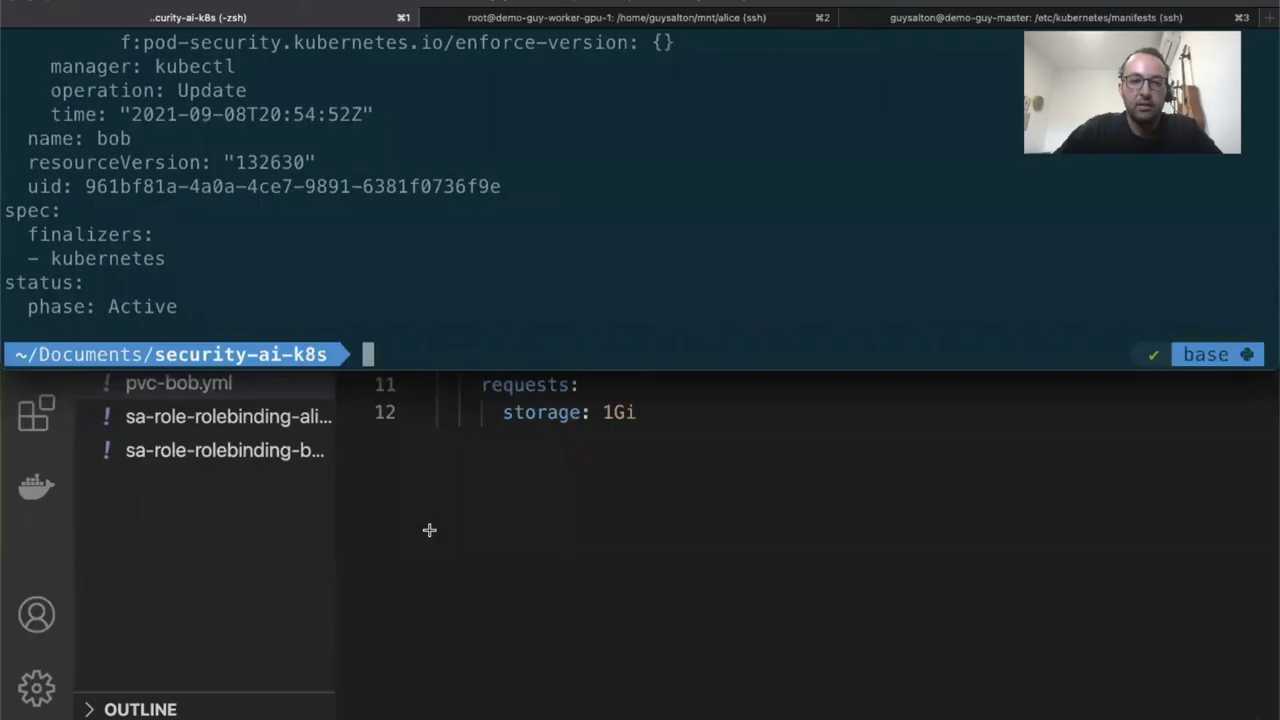 ..curity-ai-k8s (-zsh) ⌘1 root@demo-guy-worker-gpu-1: /home/guysalton/mnt/alice (ssh) ⌘2 guysalton@demo-guy-master: /etc/kubernetes/manifests (ssh) ⌘3
f:pod-security.kubernetes.io/enforce-version: {}
manager: kubectl
operation: Update
time: "2021-09-08T20:54:52Z"
name: bob
resourceVersion: "132630"
uid: 961bf81a-4a0a-4ce7-9891-6381f0736f9e
spec:
finalizers:
- kubernetes
status:
phase: Active
~/Documents/security-ai-k8s ✓ base
! pvc-bob.yml 11 requests:
! sa-role-rolebinding-ali... 12 storage: 1Gi
! sa-role-rolebinding-b...
> OUTLINE